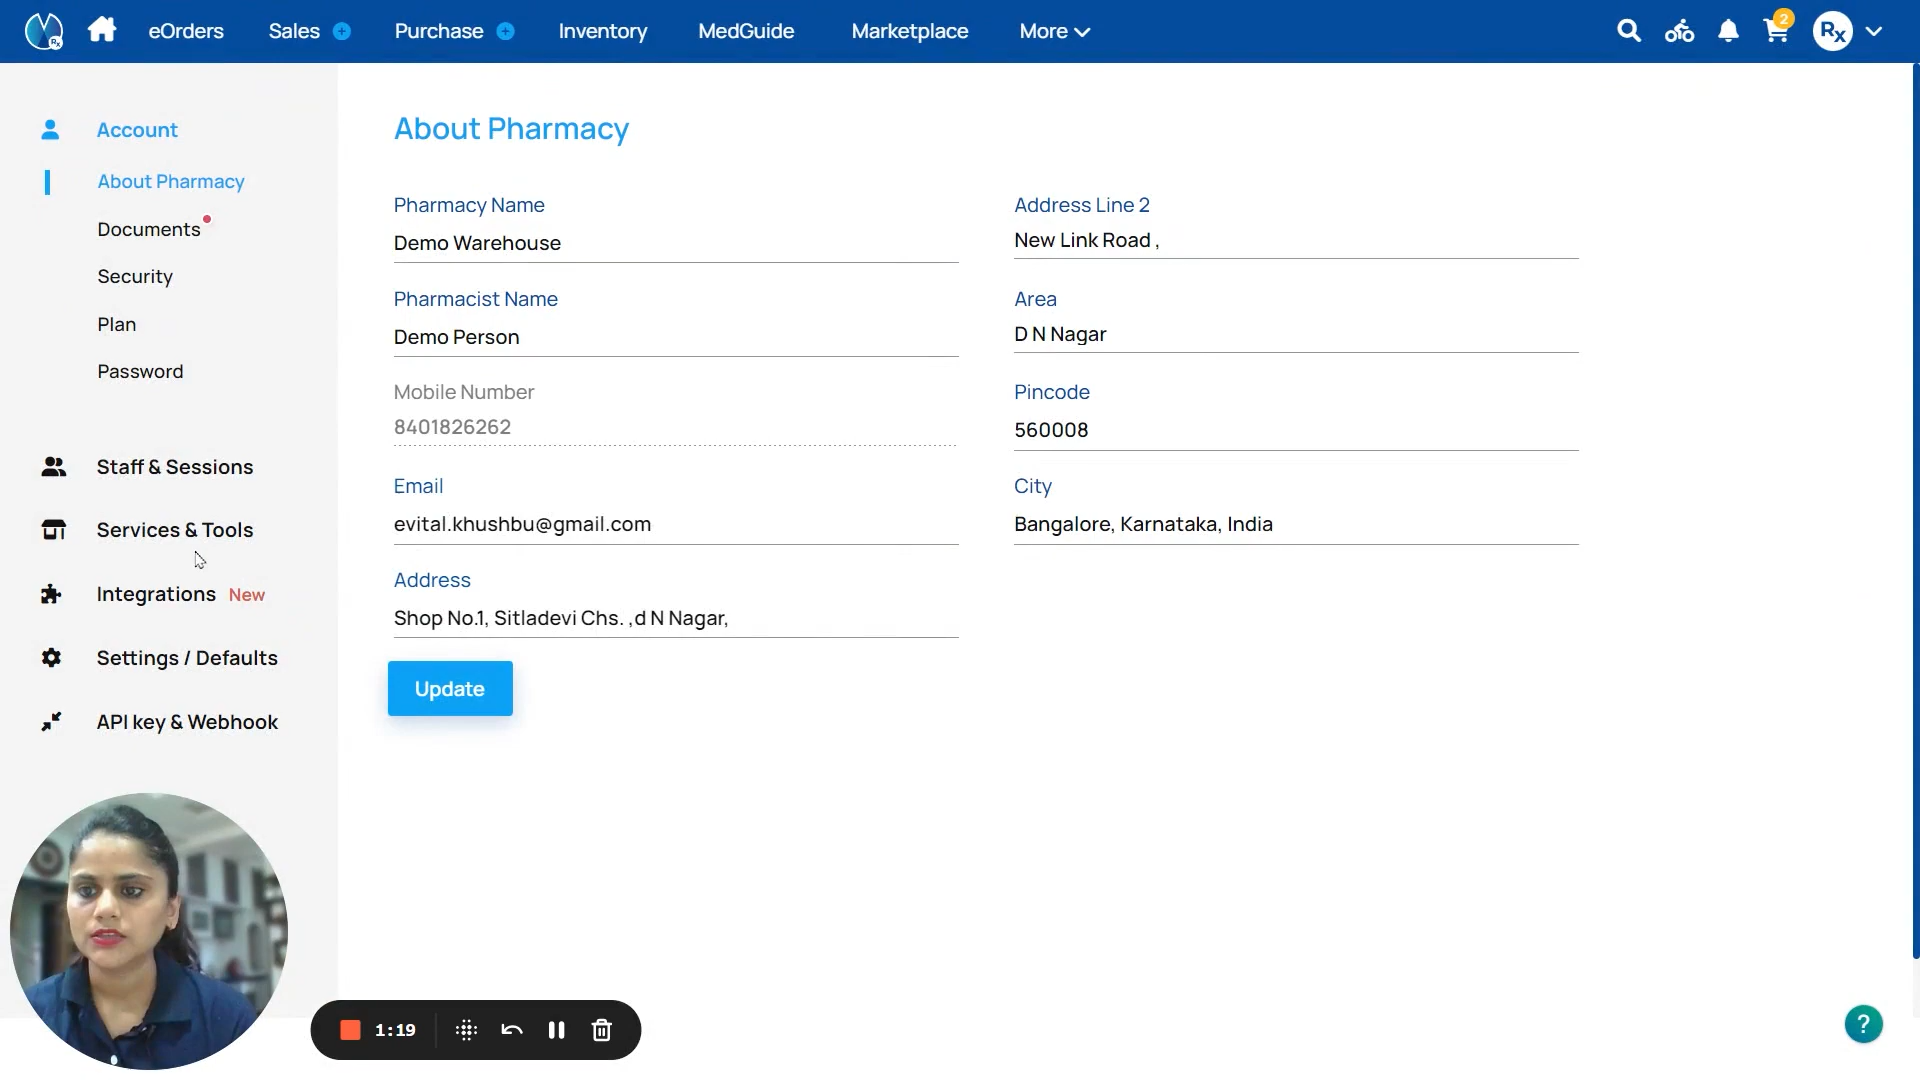 eOrders
Sales
Purchase
Inventory
MedGuide
Marketplace
More
2
Rx
Account
About Pharmacy
Documents
Security
Plan
Password
Staff & Sessions
Services & Tools
Integrations New
Settings / Defaults
API key & Webhook
About Pharmacy
Pharmacy Name
Demo Warehouse
Pharmacist Name
Demo Person
Mobile Number
8401826262
Email
evital.khushbu@gmail.com
Address
Shop No.1, Sitladevi Chs. ,d N Nagar,
Address Line 2
New Link Road ,
Area
D N Nagar
Pincode
560008
City
Bangalore, Karnataka, India
Update
1:19
?